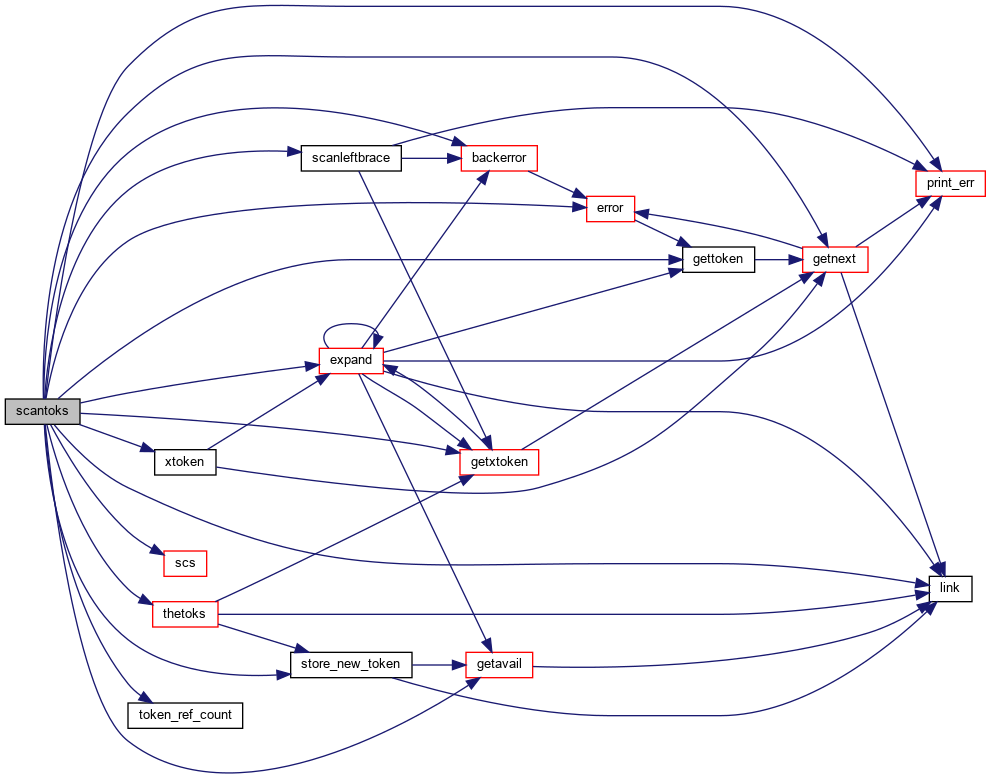 scanleftbrace
backerror
print_err
error
gettoken
getnext
expand
scantoks
xtoken
getxtoken
scs
link
thetoks
store_new_token
getavail
token_ref_count